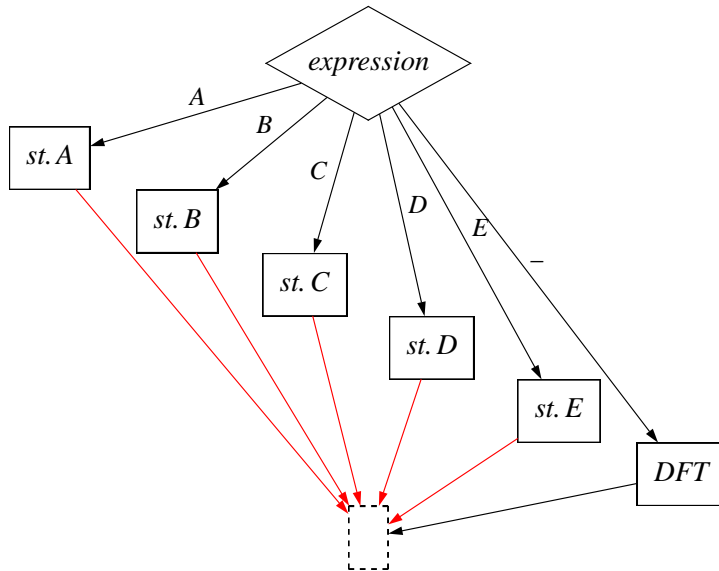 expression
A
B
C
D
E
–
st. A
st. B
st. C
st. D
st. E
DFT